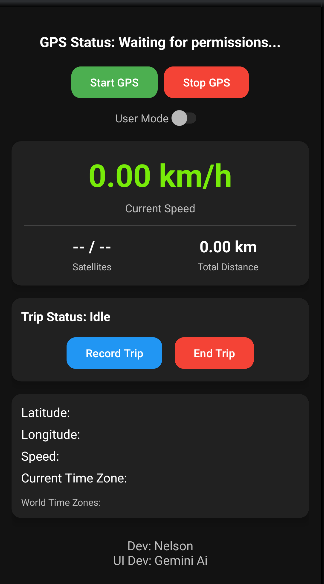 GPS Status: Waiting for permissions...
Start GPS Stop GPS
User Mode
0.00 km/h
Current Speed
-- / -- 0.00 km
Satellites Total Distance
Trip Status: Idle
Record Trip End Trip
Latitude:
Longitude:
Speed:
Current Time Zone:
World Time Zones:
Dev: Nelson
UI Dev: Gemini Ai